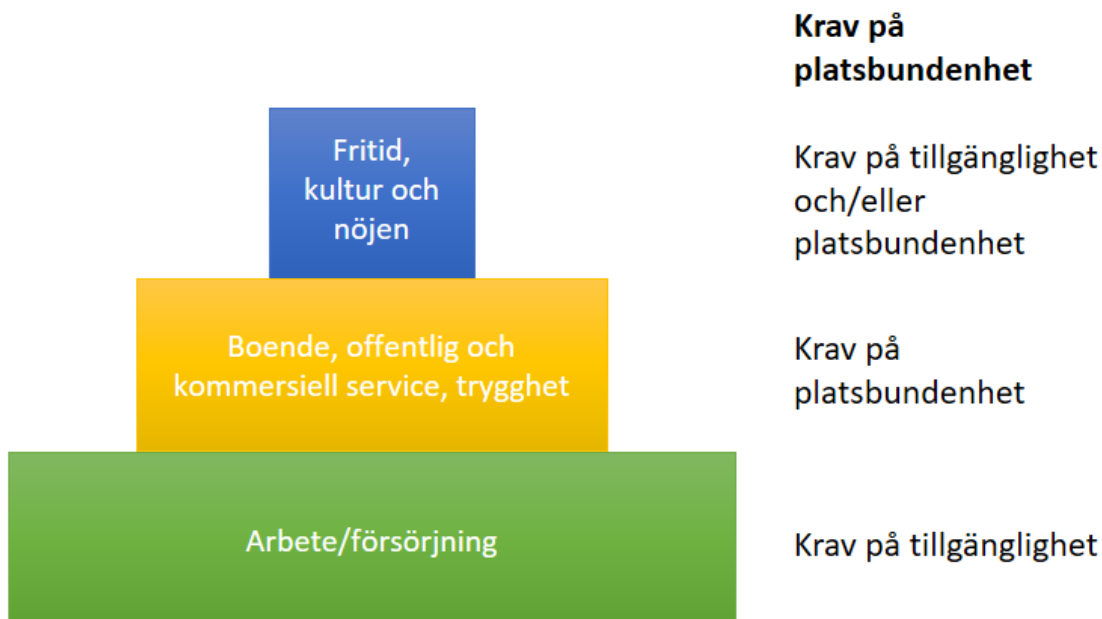 Krav på
platsbundenhet
Fritid,
kultur och
nöjen
Krav på tillgänglighet
och/eller
platsbundenhet
Boende, offentlig och
kommersiell service, trygghet
Krav på
platsbundenhet
Arbete/försörjning
Krav på tillgänglighet